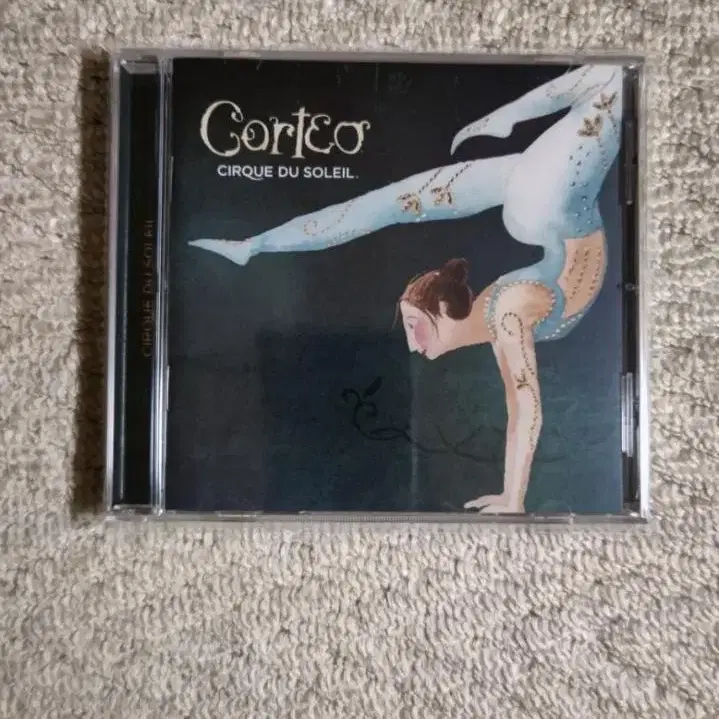 Corteo
CIRQUE DU SOLEIL.
CIRQUE DU SOLEIL